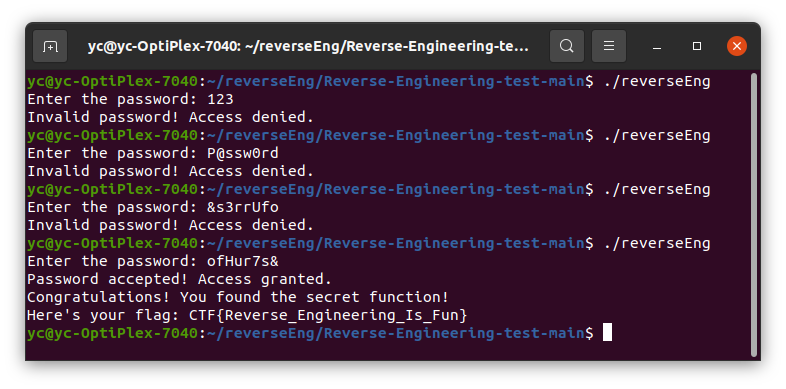 yc@yc-OptiPlex-7040: ~/reverseEng/Reverse-Engineering-te...
yc@yc-OptiPlex-7040:~/reverseEng/Reverse-Engineering-test-main$ ./reverseEng
Enter the password: 123
Invalid password! Access denied.
yc@yc-OptiPlex-7040:~/reverseEng/Reverse-Engineering-test-main$ ./reverseEng
Enter the password: P@ssw0rd
Invalid password! Access denied.
yc@yc-OptiPlex-7040:~/reverseEng/Reverse-Engineering-test-main$ ./reverseEng
Enter the password: &s3rrUfo
Invalid password! Access denied.
yc@yc-OptiPlex-7040:~/reverseEng/Reverse-Engineering-test-main$ ./reverseEng
Enter the password: ofHur7s&
Password accepted! Access granted.
Congratulations! You found the secret function!
Here's your flag: CTF{Reverse_Engineering_Is_Fun}
yc@yc-OptiPlex-7040:~/reverseEng/Reverse-Engineering-test-main$